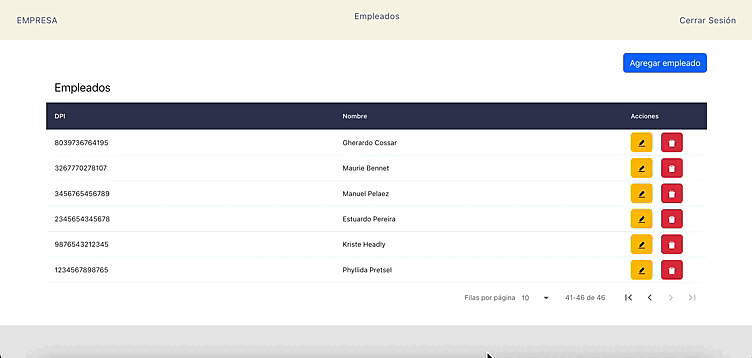 EMPRESA Empleados Cerrar Sesión
Agregar empleado
Empleados
DPI Nombre Acciones
8039736764195 Gherardo Cossar
3267770278107 Maurie Bennet
3456765456789 Manuel Pelaez
2345654345678 Estuardo Pereira
9876543212345 Kriste Headly
1234567898765 Phyllida Pretsel
Filas por página 10 41-46 de 46